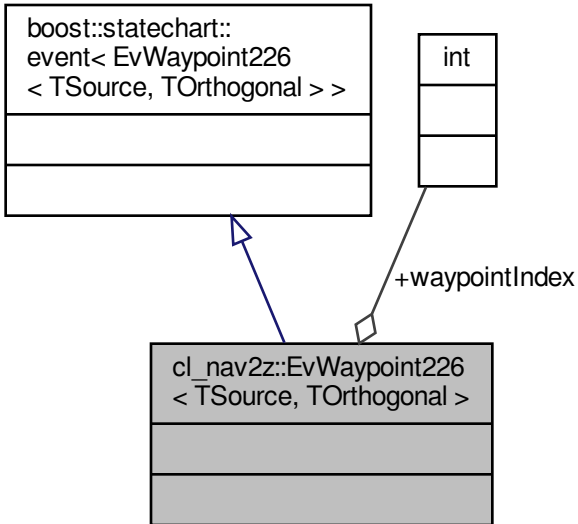 boost::statechart::
event< EvWaypoint226
< TSource, TOrthogonal > >
int
+waypointIndex
cl_nav2z::EvWaypoint226
< TSource, TOrthogonal >